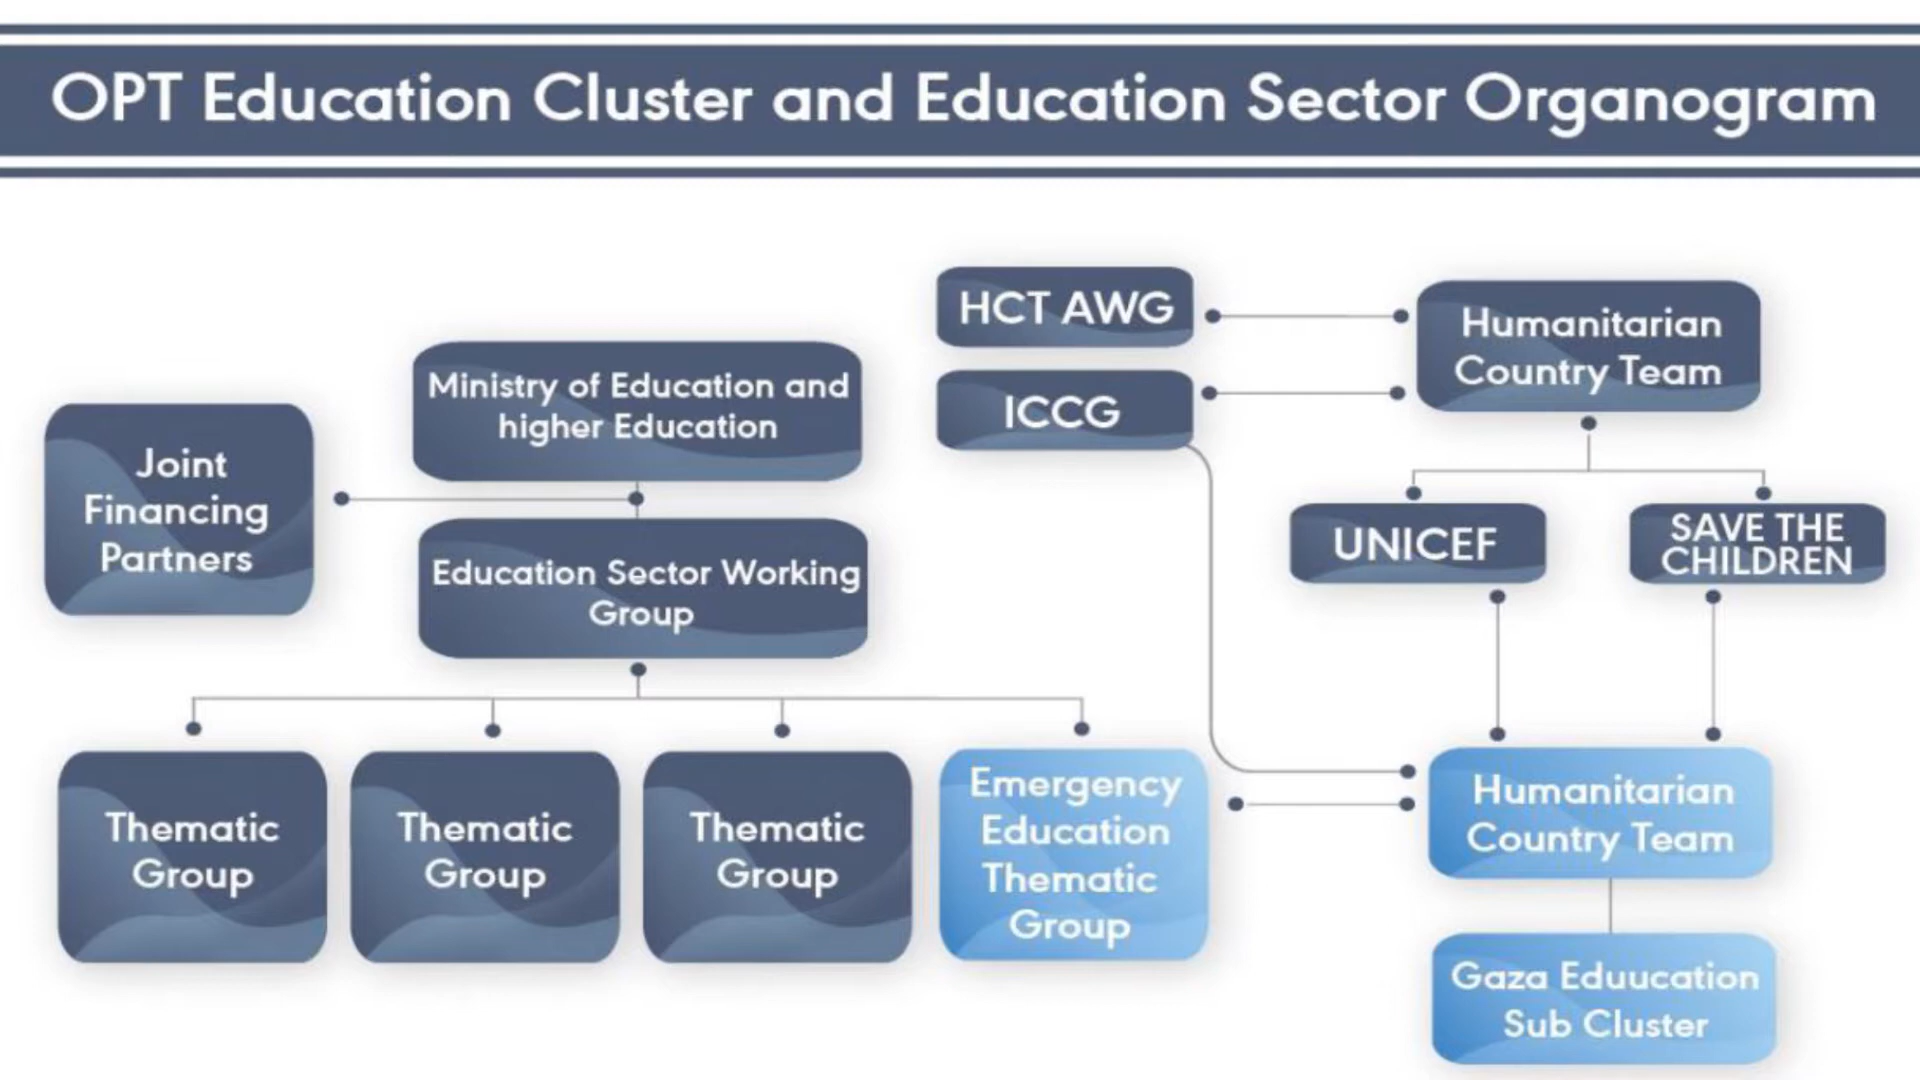 OPT Education Cluster and Education Sector Organogram
HCT AWG
Humanitarian
Country Team
ICCG
Ministry of Education and
higher Education
Joint
Financing
Partners
UNICEF
SAVE THE
CHILDREN
Education Sector Working
Group
Thematic
Group
Thematic
Group
Thematic
Group
Emergency
Education
Thematic
Group
Humanitarian
Country Team
Gaza Eduucation
Sub Cluster